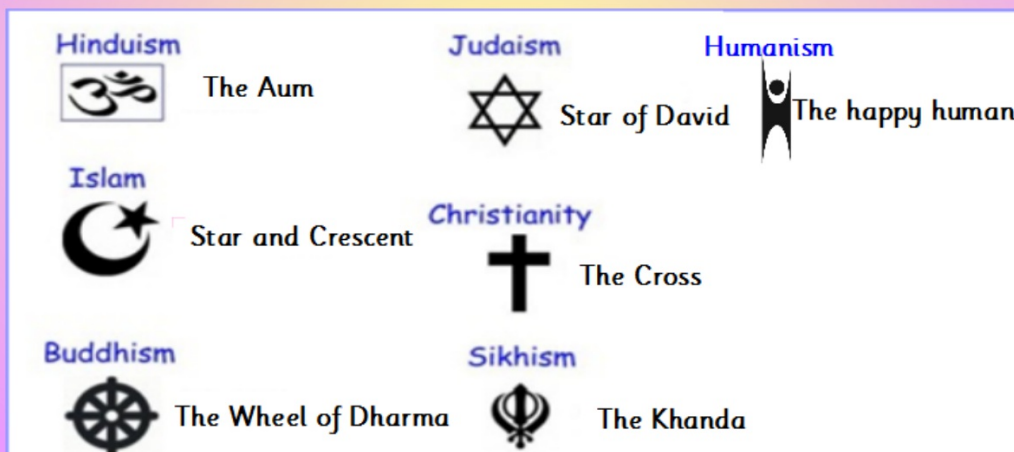 Hinduism
The Aum
Judaism
Star of David
Humanism
The happy human
Islam
Star and Crescent
Christianity
The Cross
Buddhism
The Wheel of Dharma
Sikhism
The Khanda